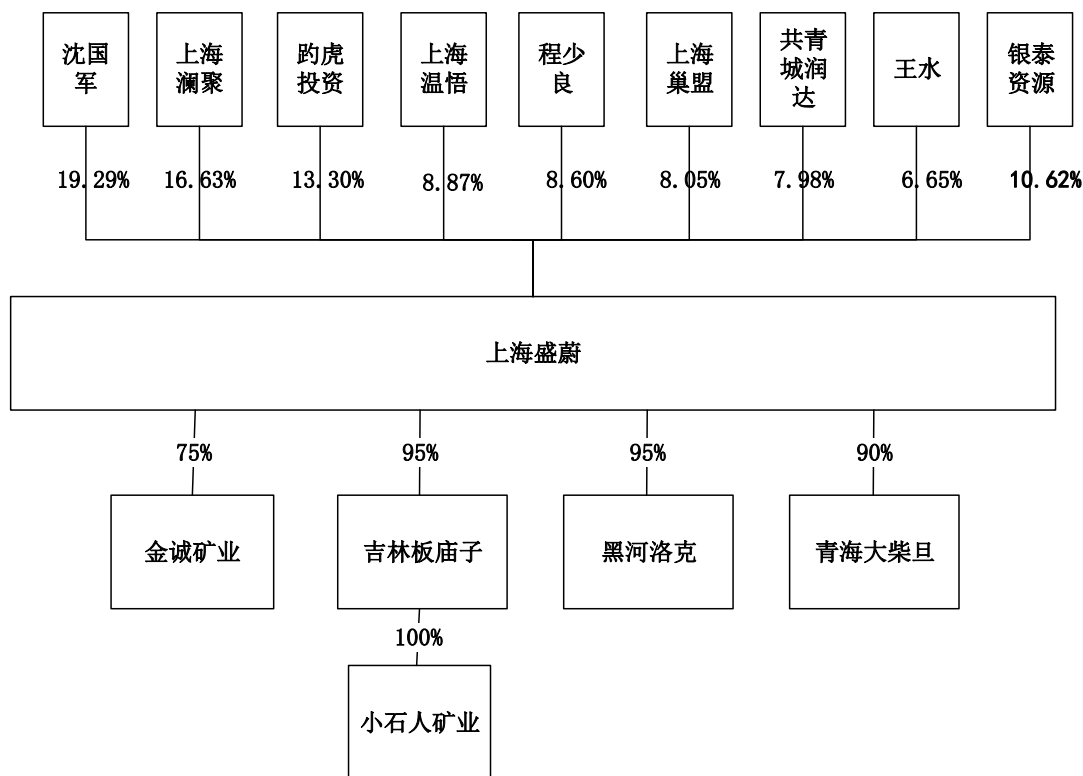 沈国
军
上海
澜聚
趵虎
投资
上海
温悟
程少
良
上海
巢盟
共青
城润
达
王水
银泰
资源
19.29%
16.63%
13.30%
8.87%
8.60%
8.05%
7.98%
6.65%
10.62%
上海盛蔚
75%
95%
95%
90%
金诚矿业
吉林板庙子
黑河洛克
青海大柴旦
100%
小石人矿业